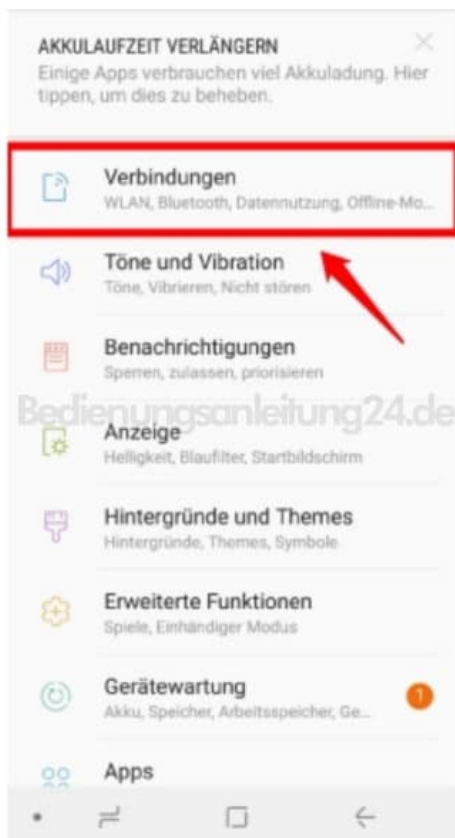 AKKULAUFZEIT VERLÄNGERN
Einige Apps verbrauchen viel Akkuladung. Hier
tippen, um dies zu beheben.
Verbindungen
WLAN, Bluetooth, Datennutzung, Offline-Mo...
Töne und Vibration
Töne, Vibrieren, Nicht stören
Benachrichtigungen
Sperren, zulassen, priorisieren
Bedienungsanleitung24.de
Anzeige
Helligkeit, Blaufilter, Startbildschirm
Hintergründe und Themes
Hintergründe, Themes, Symbole
Erweiterte Funktionen
Spiele, Einhändiger Modus
Gerätewartung
1
Akku, Speicher, Arbeitsspeicher, Ge...
Apps